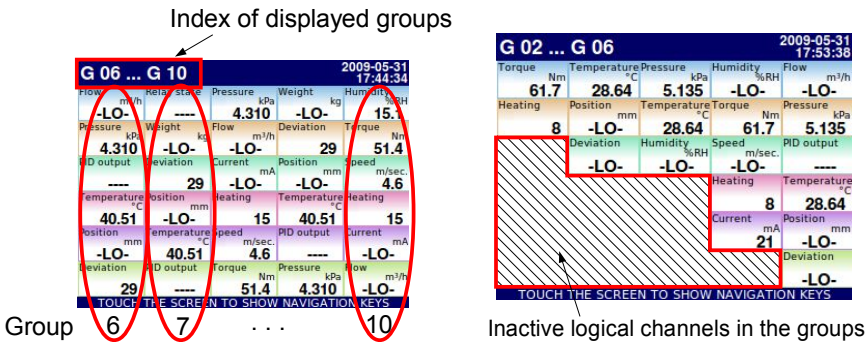 Index of displayed groups
G 06 ... G 10
2009-05-31
17:44:34
Flow Relay state Pressure Weight Humidity
m³/h kPa kg %RH
-LO- 4.310 -LO- 15.1
Pressure Weight Flow Deviation Torque
kPa kg m³/h Nm
4.310 -LO- -LO- 29 51.4
PID output Deviation Current Position Speed
mA mm m/sec.
---- 29 -LO- -LO- 4.6
Temperature Position Heating Temperature Heating
°C mm °C
40.51 -LO- 15 40.51 15
Position Temperature Speed PID output Current
mm °C m/sec. mA
-LO- 40.51 4.6 ---- -LO-
Deviation PID output Torque Pressure Flow
Nm kPa m³/h
29 ---- 51.4 4.310 -LO-
TOUCH THE SCREEN TO SHOW NAVIGATION KEYS
Group 6 7 . . . 10
G 02 ... G 06
2009-05-31
17:53:38
Torque Temperature Pressure Humidity Flow
Nm °C kPa %RH m³/h
61.7 28.64 5.135 -LO- -LO-
Heating Position Temperature Torque Pressure
mm °C Nm kPa
8 -LO- 28.64 61.7 5.135
Deviation Humidity Speed PID output
%RH m/sec.
-LO- -LO- -LO- ----
Heating Temperature
°C
8 28.64
Current Position
mA mm
21 -LO-
Deviation
-LO-
TOUCH THE SCREEN TO SHOW NAVIGATION KEYS
Inactive logical channels in the groups